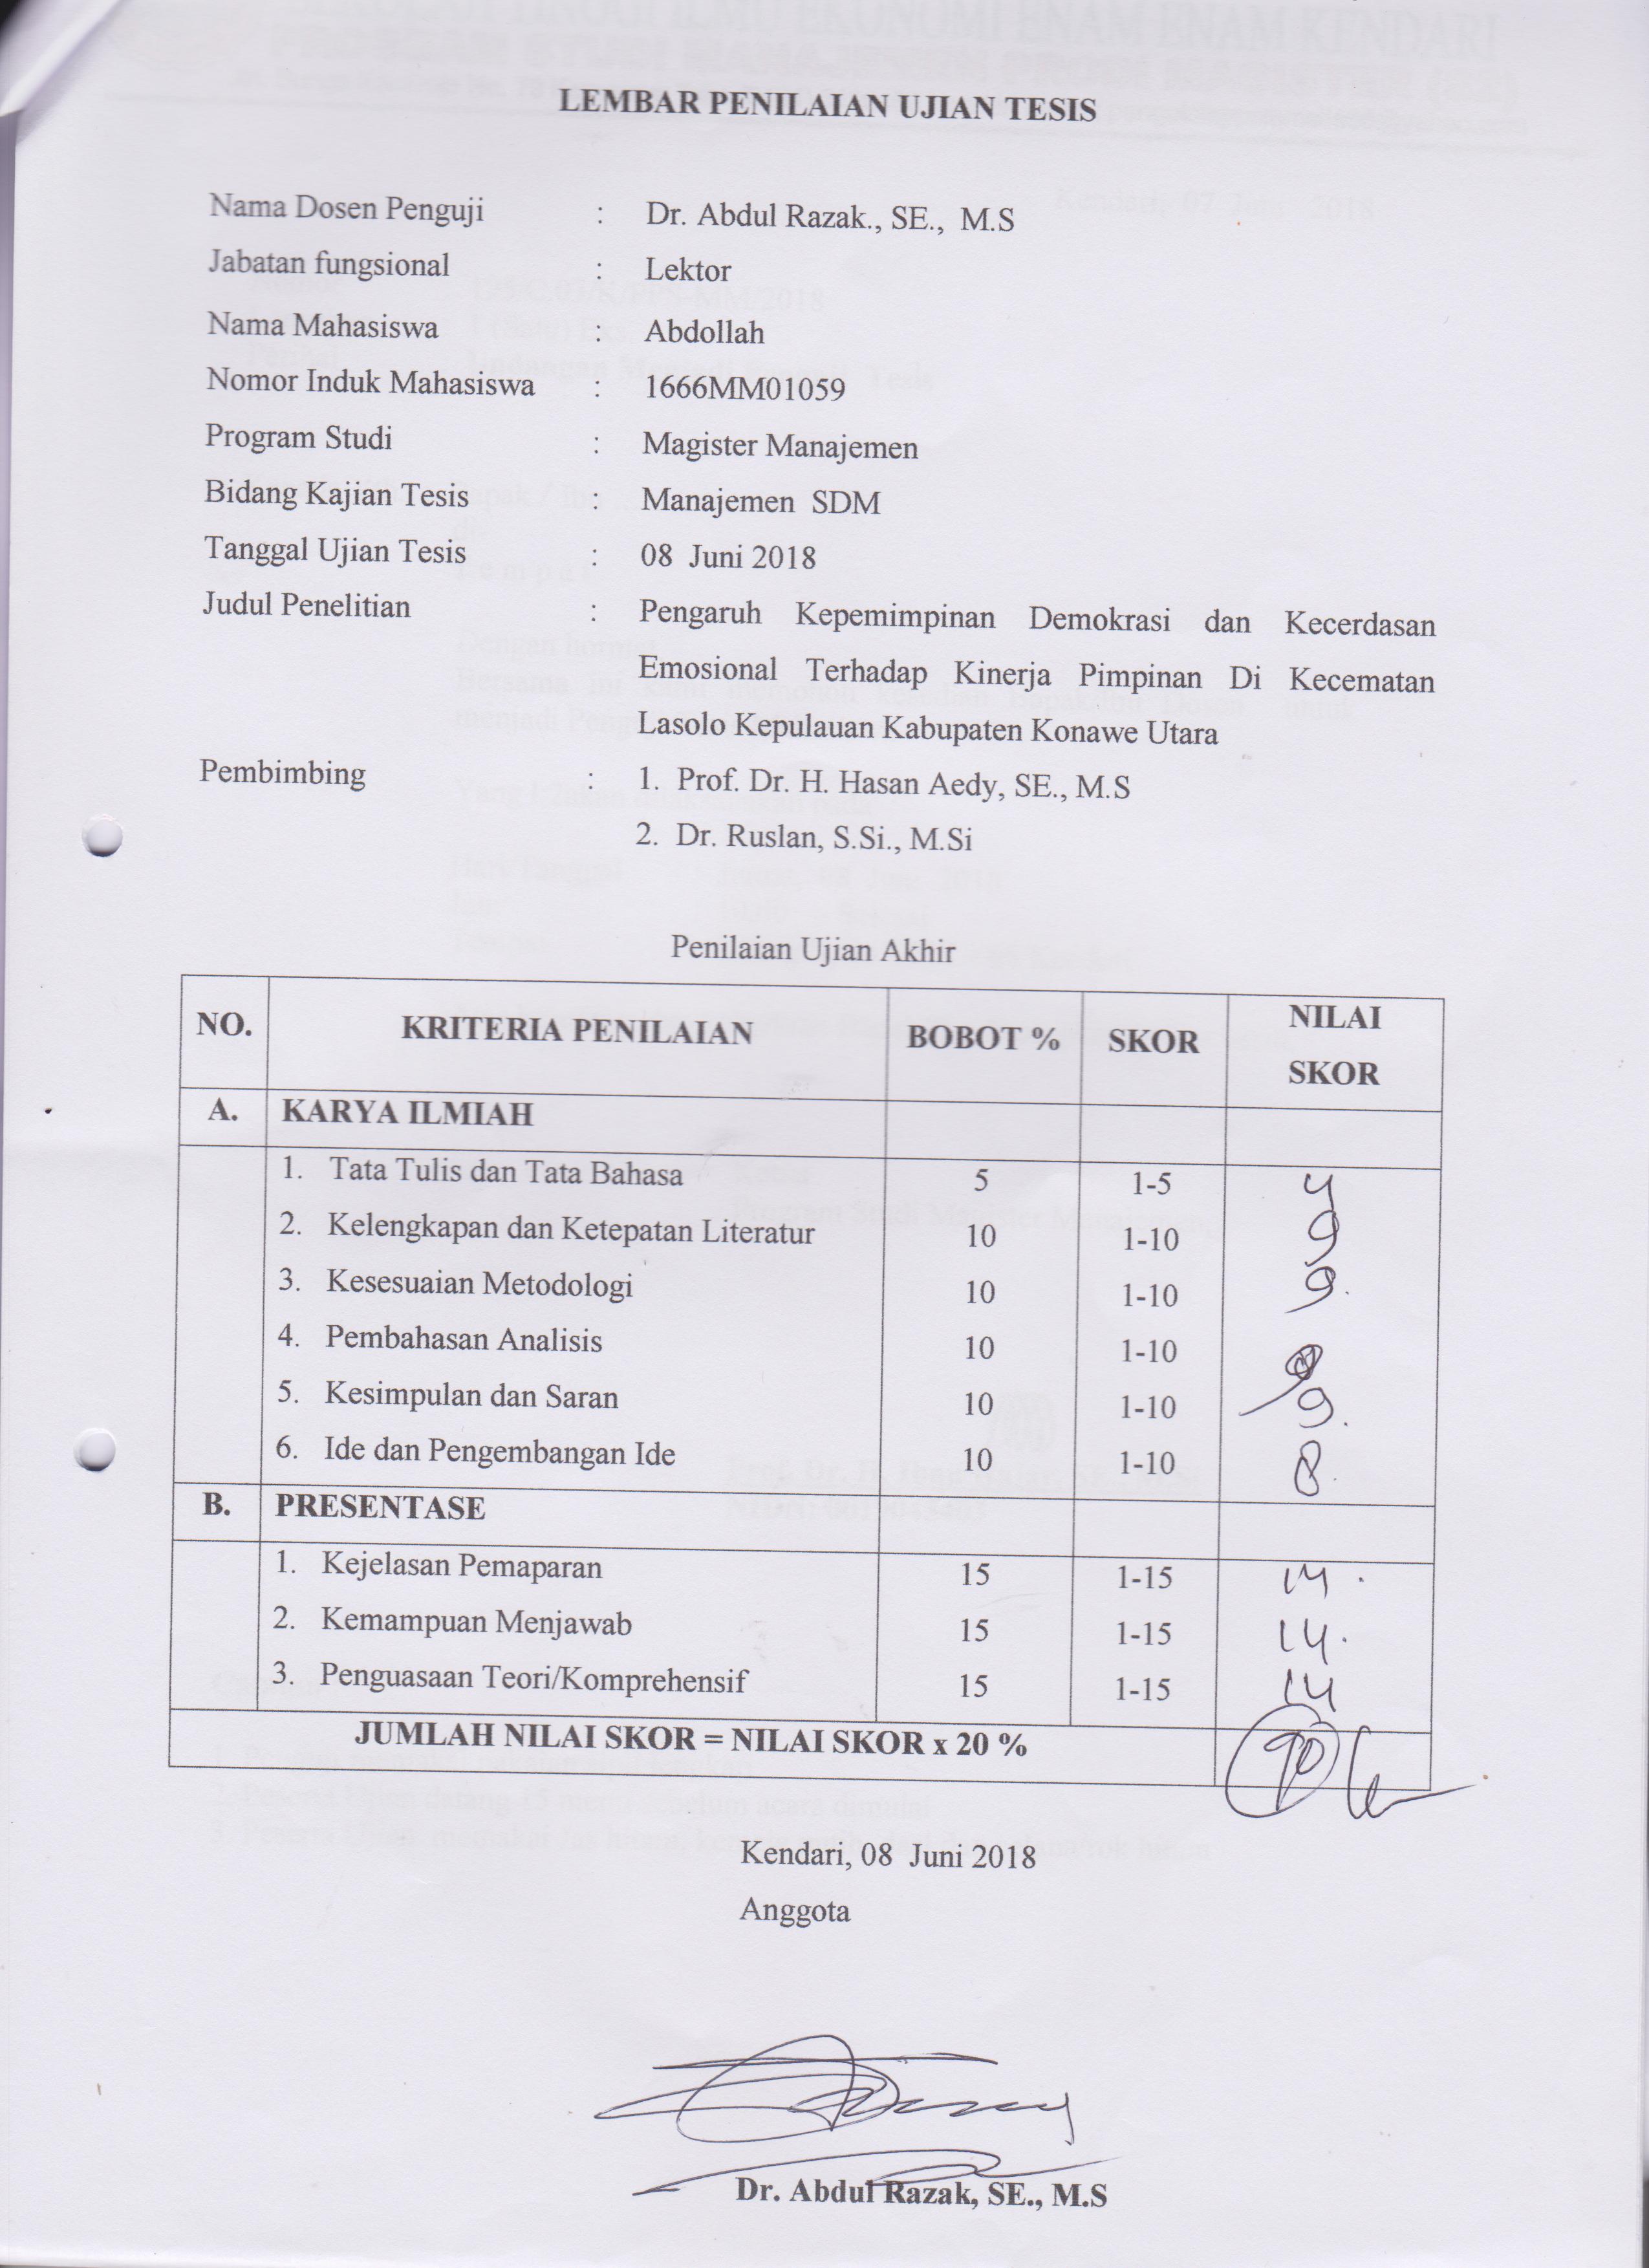 LEMBAR PENILAIAN UJIAN TESIS
Nama Dosen Penguji : Dr. Abdul Razak., SE., M.S
Jabatan fungsional : Lektor
Nama Mahasiswa : Abdollah
Nomor Induk Mahasiswa : 1666MM01059
Program Studi : Magister Manajemen
Bidang Kajian Tesis : Manajemen SDM
Tanggal Ujian Tesis : 08 Juni 2018
Judul Penelitian : Pengaruh Kepemimpinan Demokrasi dan Kecerdasan
Emosional Terhadap Kinerja Pimpinan Di Kecematan
Lasolo Kepulauan Kabupaten Konawe Utara
Pembimbing : 1. Prof. Dr. H. Hasan Aedy, SE., M.S
2. Dr. Ruslan, S.Si., M.Si
Penilaian Ujian Akhir
NO. KRITERIA PENILAIAN BOBOT % SKOR NILAI SKOR
A. KARYA ILMIAH
1. Tata Tulis dan Tata Bahasa 5 1-5 4
2. Kelengkapan dan Ketepatan Literatur 10 1-10 9
3. Kesesuaian Metodologi 10 1-10 9.
4. Pembahasan Analisis 10 1-10
5. Kesimpulan dan Saran 10 1-10 9.
6. Ide dan Pengembangan Ide 10 1-10 8.
B. PRESENTASE
1. Kejelasan Pemaparan 15 1-15 14.
2. Kemampuan Menjawab 15 1-15 14.
3. Penguasaan Teori/Komprehensif 15 1-15 14
JUMLAH NILAI SKOR = NILAI SKOR x 20 % 90
Kendari, 08 Juni 2018
Anggota
Dr. Abdul Razak, SE., M.S